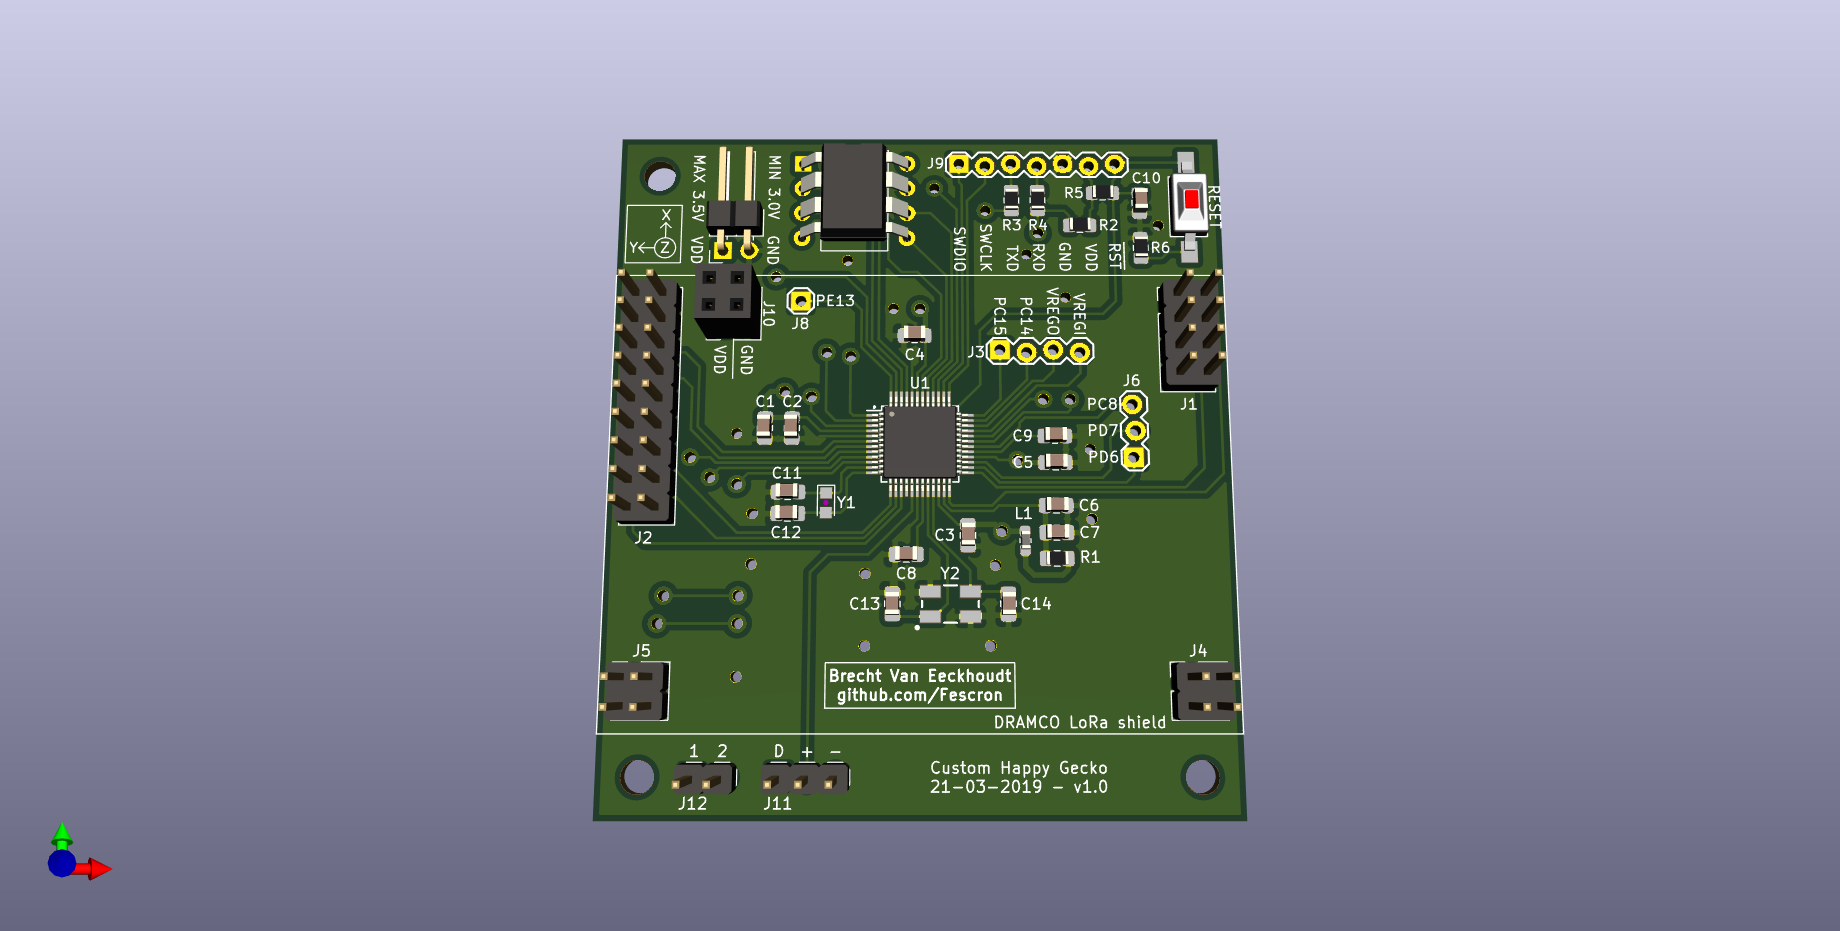 MAX 3.5V
MIN 3.0V
VDD
GND
X
Y
Z
J9
R3
R4
R5
R2
C10
R6
RESET
SWDIO
SWCLK
TXD
RXD
GND
VDD
RST
J10
VDD
GND
PE13
J8
C4
PC15
PC14
VREGO
VREGI
J3
J1
J6
PC8
PD7
PD6
U1
C1
C2
C9
C5
C11
C12
Y1
J2
C6
L1
C7
R1
C3
C8
Y2
C13
C14
J5
J4
Brecht Van Eeckhoudt
github.com/Fescron
DRAMCO LoRa shield
1 2
D + -
J12
J11
Custom Happy Gecko
21-03-2019 - v1.0